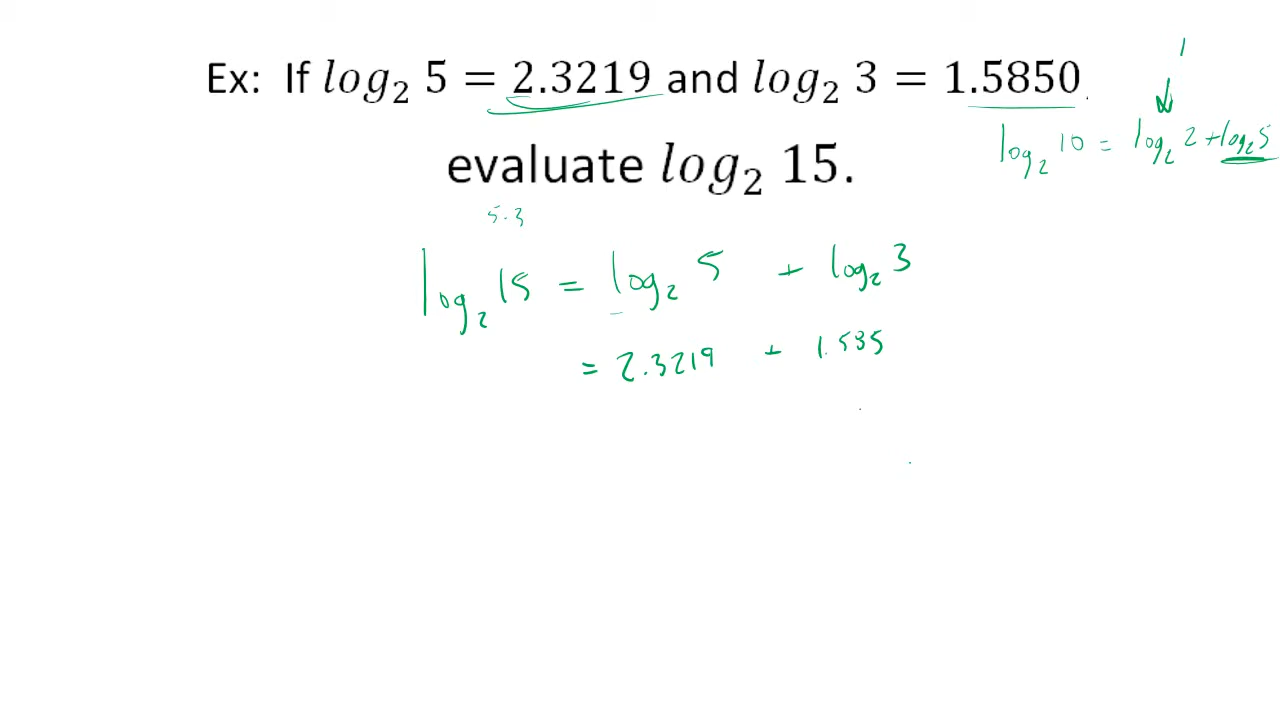 Ex: If log₂ 5 = 2.3219 and log₂ 3 = 1.5850
evaluate log₂ 15.
1
log₂ 10 = log₂ 2 + log₂ 5
5·3
log₂ 15 = log₂ 5 + log₂ 3
= 2.3219 + 1.585